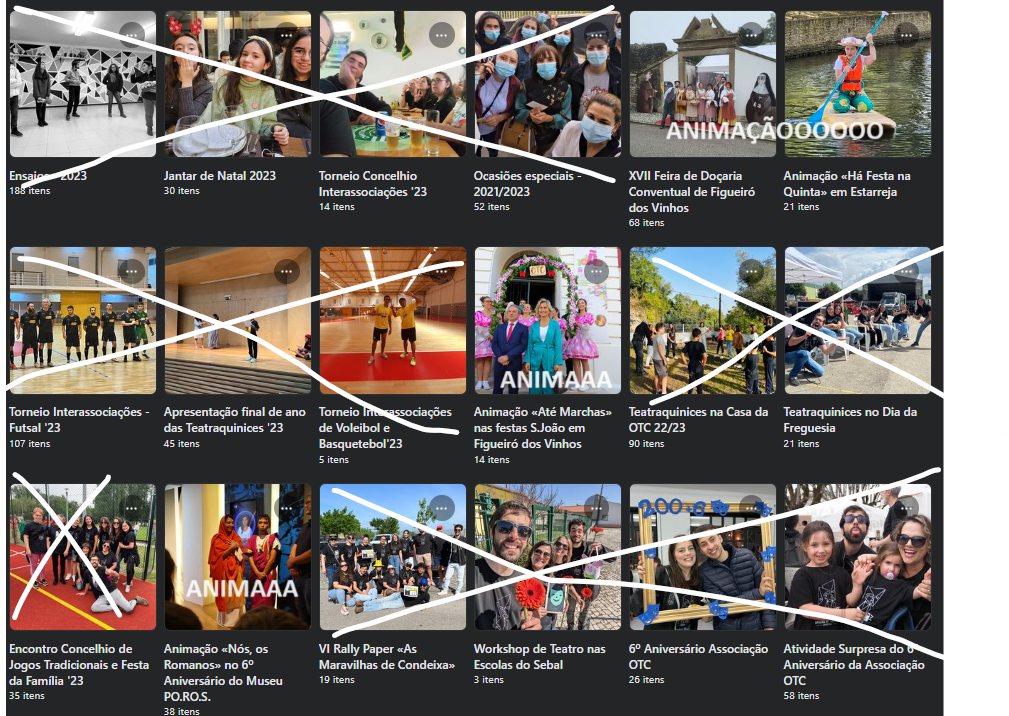 ANIMAÇÃOOOOOO
Ensaios - 2023
188 itens
Jantar de Natal 2023
30 itens
Torneio Concelhio
Interassociações '23
14 itens
Ocasiões especiais -
2021/2023
52 itens
XVII Feira de Doçaria
Conventual de Figueiró
dos Vinhos
68 itens
Animação «Há Festa na
Quinta» em Estarreja
21 itens
OTC
ANIMAAA
Torneio Interassociações -
Futsal '23
107 itens
Apresentação final de ano
das Teatraquinices '23
45 itens
Torneio Interassociações
de Voleibol e
Basquetebol'23
5 itens
Animação «Até Marchas»
nas festas S.João em
Figueiró dos Vinhos
14 itens
Teatraquinices na Casa da
OTC 22/23
90 itens
Teatraquinices no Dia da
Freguesia
21 itens
ANIMAAA
Encontro Concelhio de
Jogos Tradicionais e Festa
da Família '23
35 itens
Animação «Nós, os
Romanos» no 6º
Aniversário do Museu
PO.RO.S.
38 itens
VI Rally Paper «As
Maravilhas de Condeixa»
19 itens
Workshop de Teatro nas
Escolas do Sebal
3 itens
6º Aniversário Associação
OTC
26 itens
Atividade Surpresa do 6º
Aniversário da Associação
OTC
58 itens